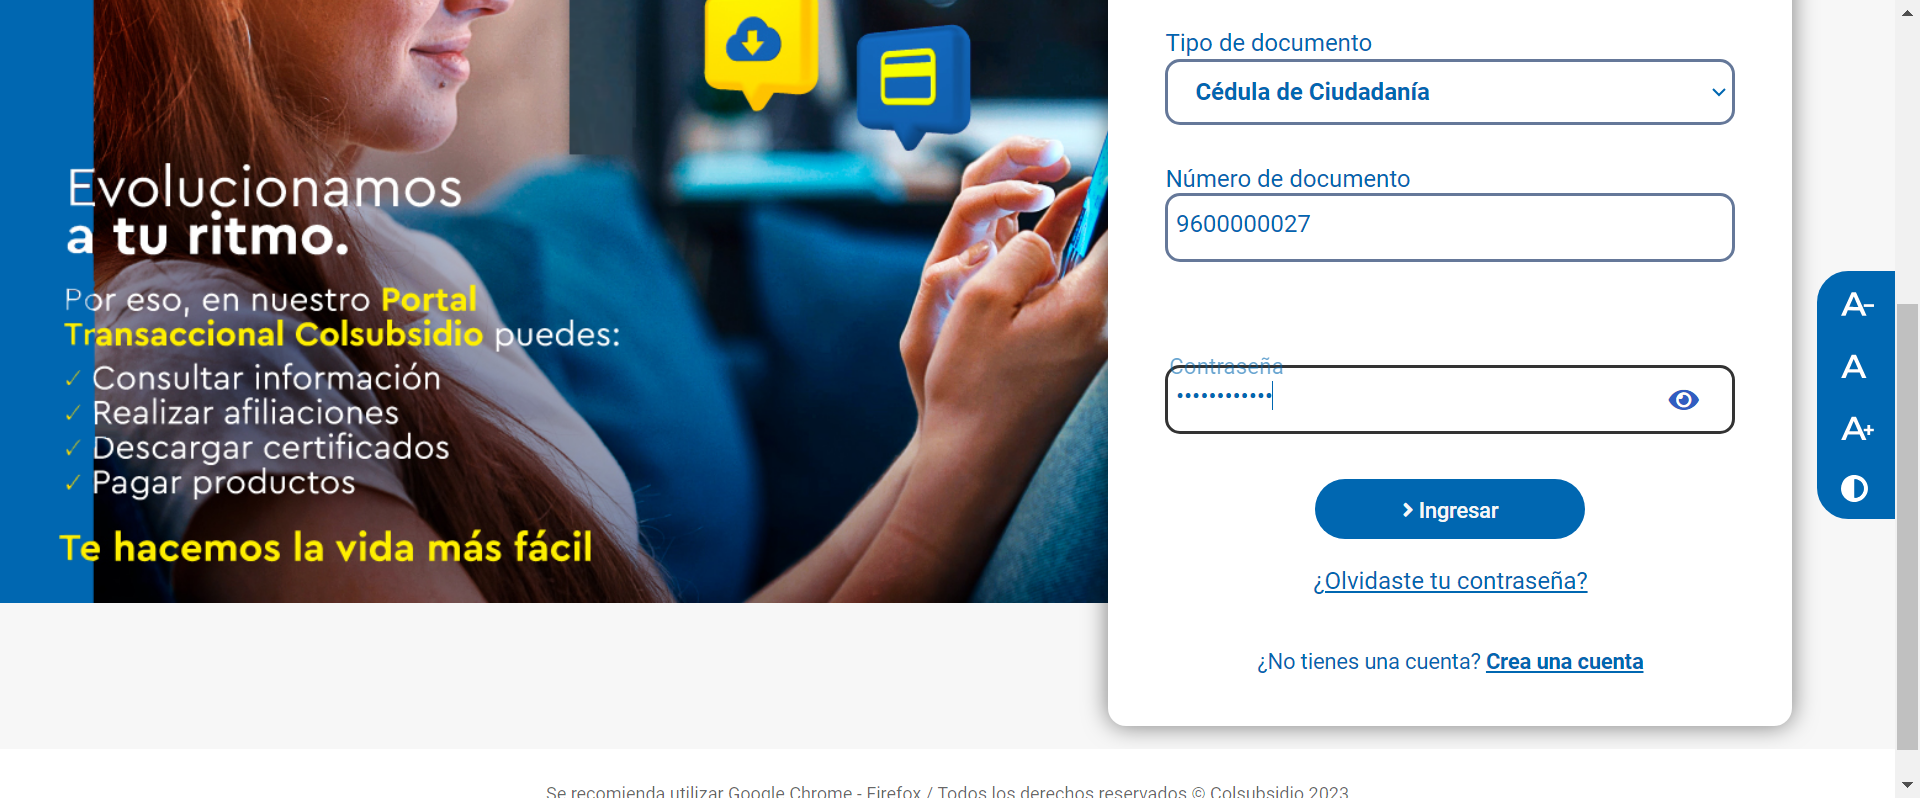 Evolucionamos
a tu ritmo.
Por eso, en nuestro Portal
Transaccional Colsubsidio puedes:
✓ Consultar información
✓ Realizar afiliaciones
✓ Descargar certificados
✓ Pagar productos
Te hacemos la vida más fácil
Tipo de documento
Cédula de Ciudadanía
Número de documento
9600000027
Contraseña
••••••••••••
Ingresar
¿Olvidaste tu contraseña?
¿No tienes una cuenta? Crea una cuenta
A-
A
A+
Se recomienda utilizar Google Chrome - Firefox / Todos los derechos reservados © Colsubsidio 2023